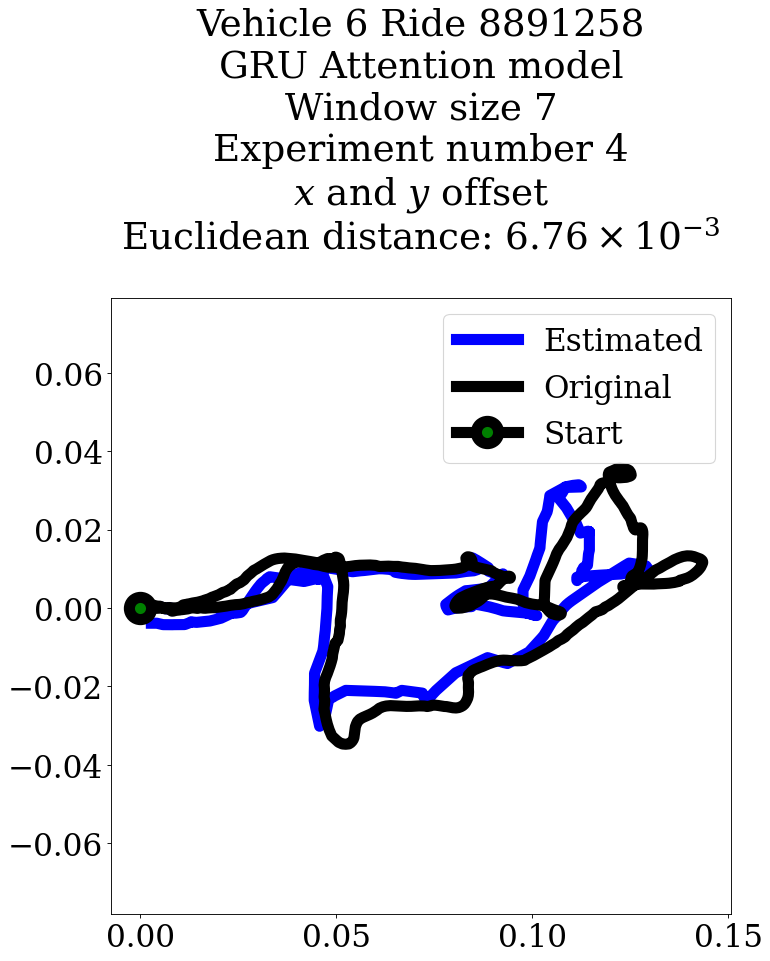 Vehicle 6 Ride 8891258
GRU Attention model
Window size 7
Experiment number 4
x and y offset
Euclidean distance: 6.76 × 10⁻³
Estimated
Original
Start
0.06
0.04
0.02
0.00
−0.02
−0.04
−0.06
0.00 0.05 0.10 0.15